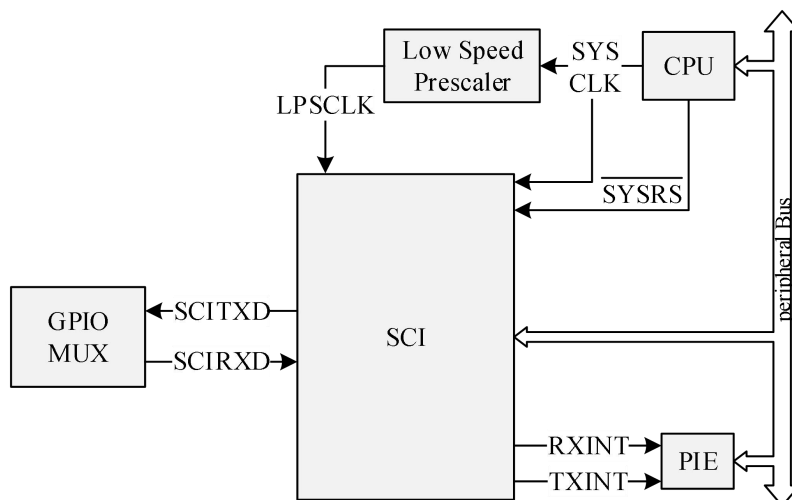 Low Speed
Prescaler
SYS
CLK
CPU
LPSCLK
SYSRS
peripheral Bus
GPIO
MUX
SCITXD
SCIRXD
SCI
RXINT
TXINT
PIE